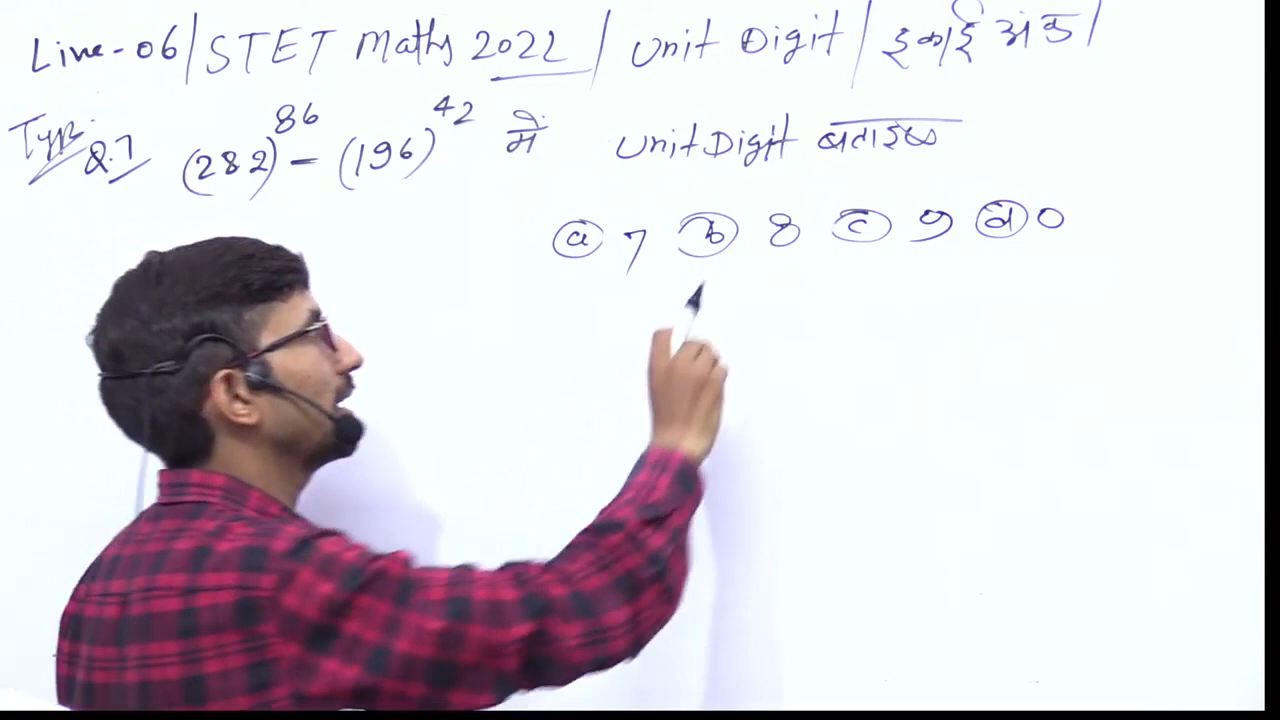 Live-06/STET Maths 2022/Unit Digit/इकाई अंक/
Type Q.7 (282)^86 - (196)^42 में Unit Digit बताइए
(a) 7 (b) 8 (c) 9 (d) 0